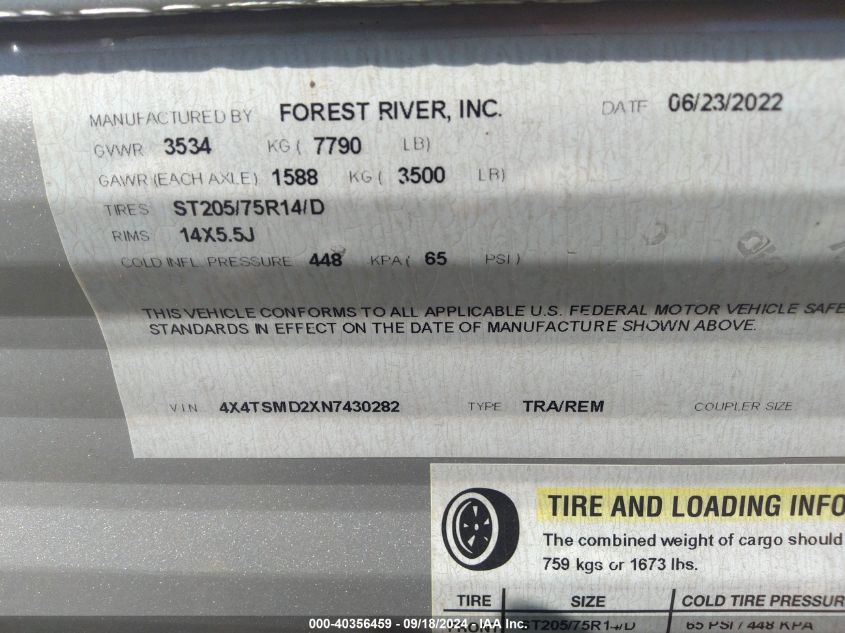 MANUFACTURED BY FOREST RIVER, INC. DATE 06/23/2022
GVWR 3534 KG ( 7790 LB)
GAWR (EACH AXLE) 1588 KG ( 3500 LB)
TIRES ST205/75R14/D
RIMS 14X5.5J
COLD INFL. PRESSURE 448 KPA ( 65 PSI )
THIS VEHICLE CONFORMS TO ALL APPLICABLE U.S. FEDERAL MOTOR VEHICLE SAFE
STANDARDS IN EFFECT ON THE DATE OF MANUFACTURE SHOWN ABOVE.
VIN 4X4TSMD2XN7430282 TYPE TRA/REM COUPLER SIZE
TIRE AND LOADING INFO
The combined weight of cargo should
759 kgs or 1673 lbs.
TIRE SIZE COLD TIRE PRESSUR
FRONT ST205/75R14/D 65 PSI / 448 KPA
000-40356459 - 09/18/2024 - IAA Inc.